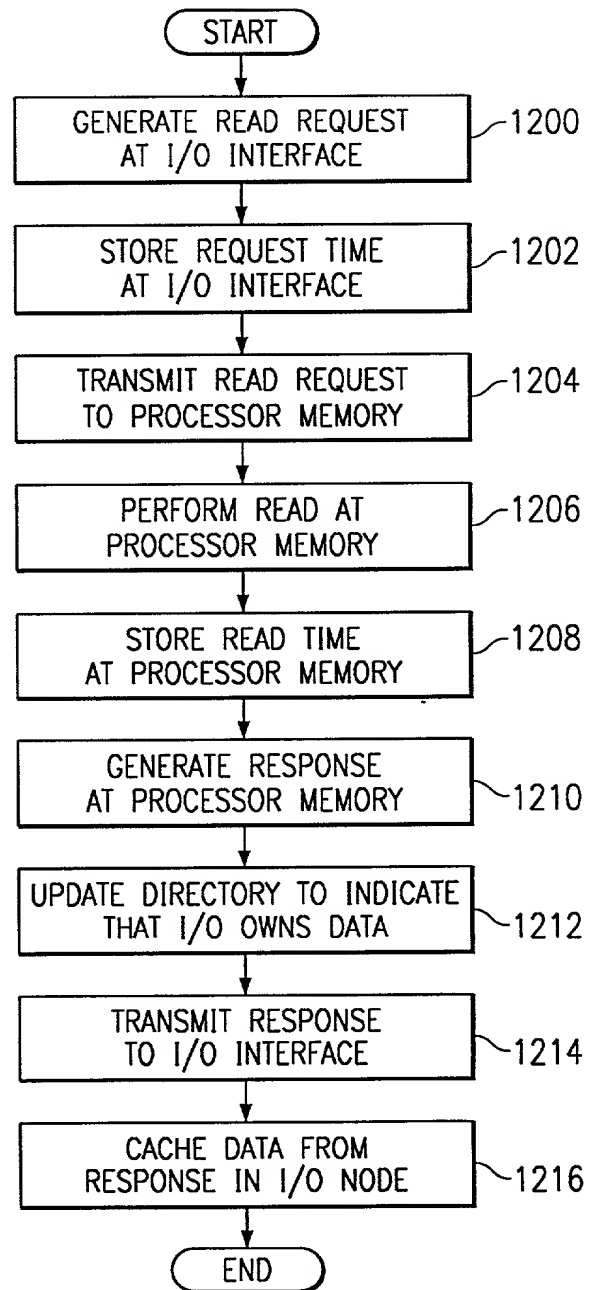 START
GENERATE READ REQUEST
AT I/O INTERFACE
1200
STORE REQUEST TIME
AT I/O INTERFACE
1202
TRANSMIT READ REQUEST
TO PROCESSOR MEMORY
1204
PERFORM READ AT
PROCESSOR MEMORY
1206
STORE READ TIME
AT PROCESSOR MEMORY
1208
GENERATE RESPONSE
AT PROCESSOR MEMORY
1210
UPDATE DIRECTORY TO INDICATE
THAT I/O OWNS DATA
1212
TRANSMIT RESPONSE
TO I/O INTERFACE
1214
CACHE DATA FROM
RESPONSE IN I/O NODE
1216
END